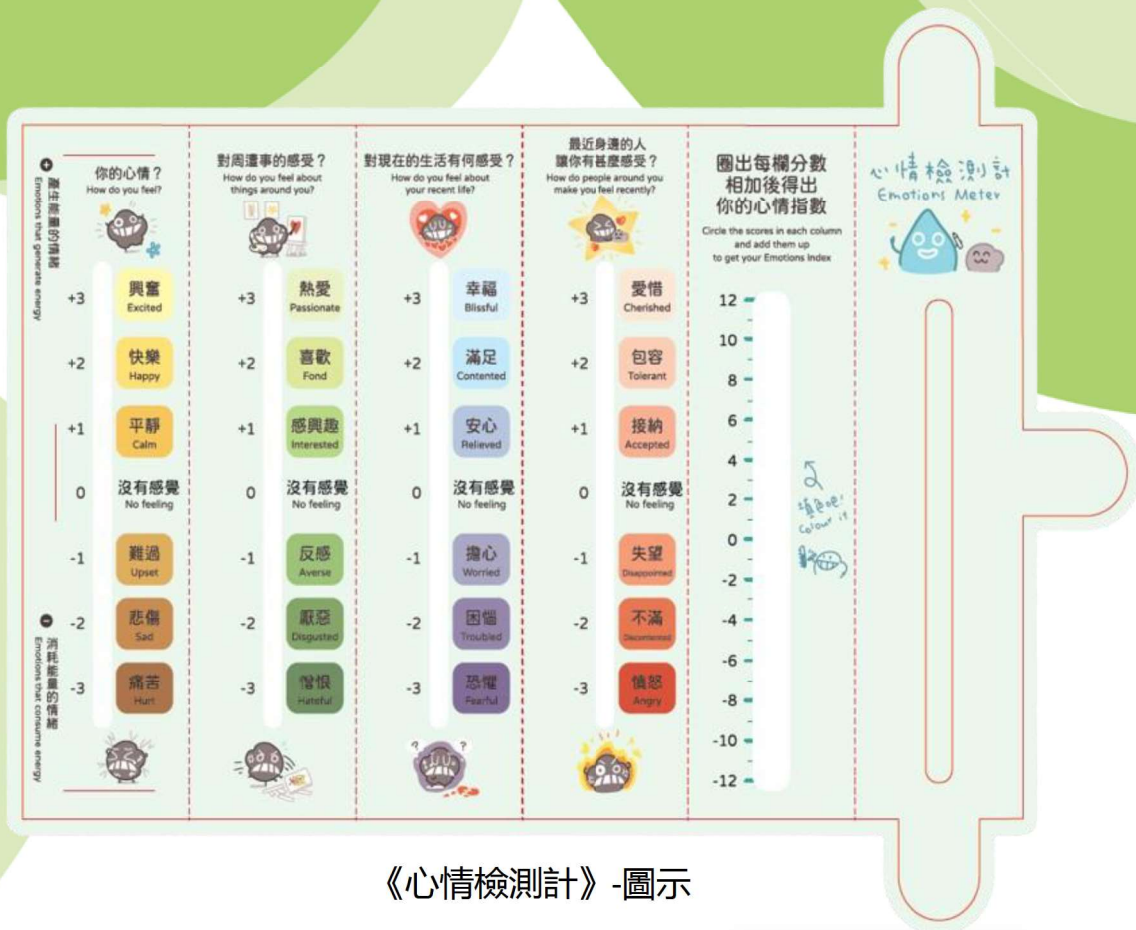 產生能量的情緒
Emotions that generate energy
消耗能量的情緒
Emotions that consume energy
你的心情？
How do you feel?
+3
興奮
Excited
+2
快樂
Happy
+1
平靜
Calm
0
沒有感覺
No feeling
-1
難過
Upset
-2
悲傷
Sad
-3
痛苦
Hurt
對周遭事的感受？
How do you feel about
things around you?
+3
熱愛
Passionate
+2
喜歡
Fond
+1
感興趣
Interested
0
沒有感覺
No feeling
-1
反感
Averse
-2
厭惡
Disgusted
-3
憎恨
Hateful
對現在的生活有何感受？
How do you feel about
your recent life?
+3
幸福
Blissful
+2
滿足
Contented
+1
安心
Relieved
0
沒有感覺
No feeling
-1
擔心
Worried
-2
困惱
Troubled
-3
恐懼
Fearful
? ?
最近身邊的人
讓你有甚麼感受？
How do people around you
make you feel recently?
+3
愛惜
Cherished
+2
包容
Tolerant
+1
接納
Accepted
0
沒有感覺
No feeling
-1
失望
Disappointed
-2
不滿
Discontented
-3
憤怒
Angry
圈出每欄分數
相加後得出
你的心情指數
Circle the scores in each column
and add them up
to get your Emotions Index
12
10
8
6
4
2
0
-2
-4
-6
-8
-10
-12
填色吧!
Colour it
心情檢測計
Emotions Meter
《心情檢測計》-圖示